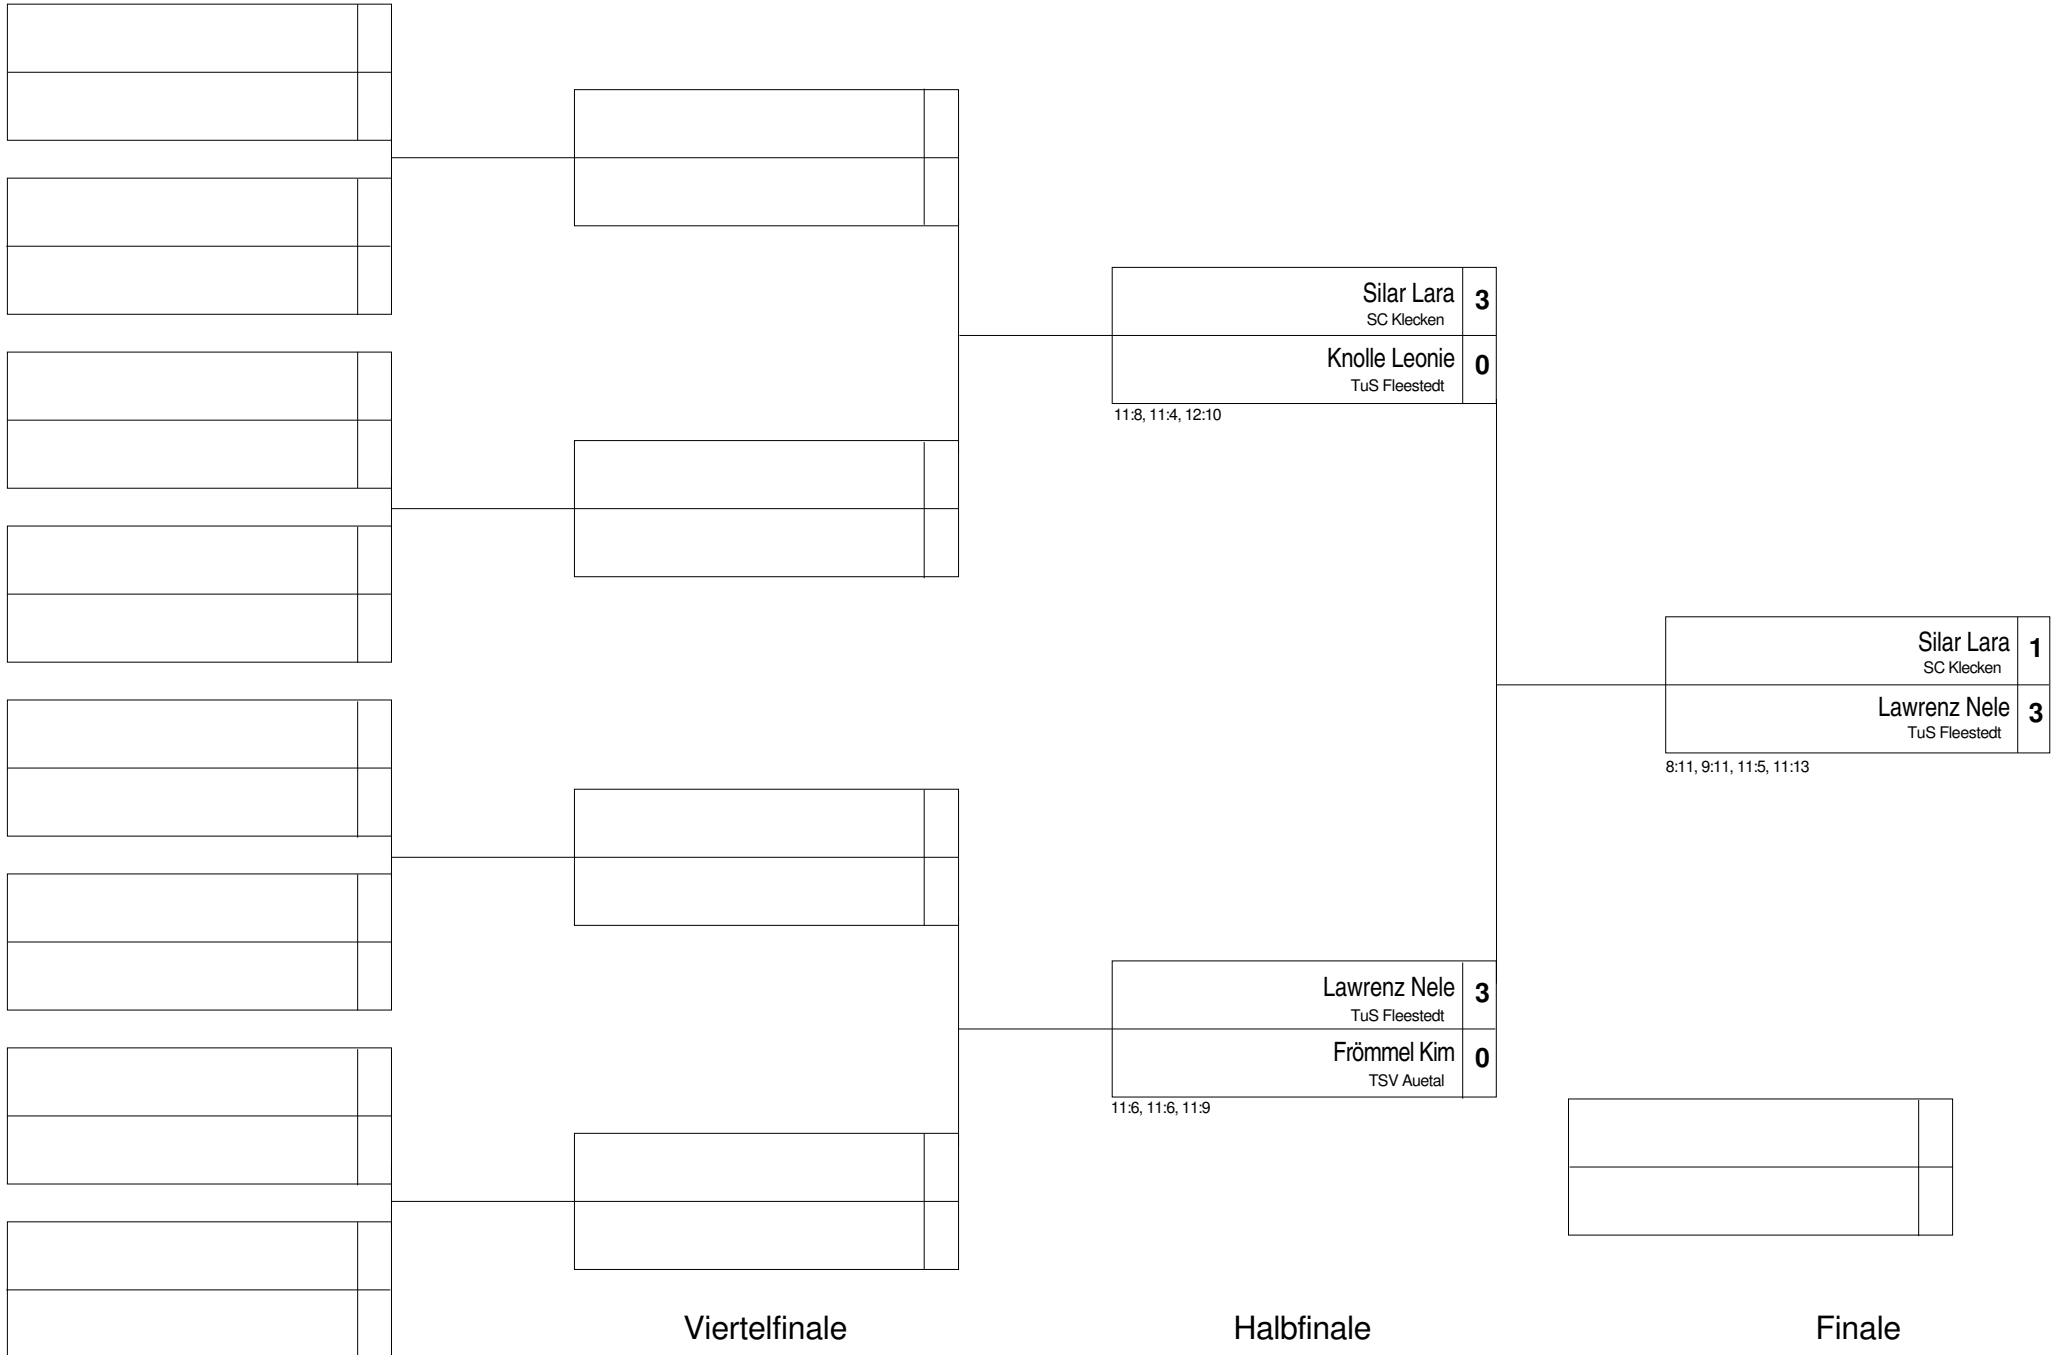 Silar Lara 3
SC Klecken
Knolle Leonie 0
TuS Fleestedt
11:8, 11:4, 12:10
Silar Lara 1
SC Klecken
Lawrenz Nele 3
TuS Fleestedt
8:11, 9:11, 11:5, 11:13
Lawrenz Nele 3
TuS Fleestedt
Frömmel Kim 0
TSV Auetal
11:6, 11:6, 11:9
Viertelfinale
Halbfinale
Finale